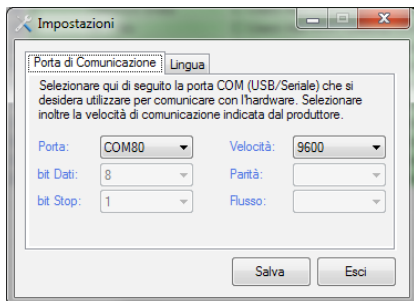 Impostazioni
Porta di Comunicazione Lingua
Selezionare qui di seguito la porta COM (USB/Seriale) che si
desidera utilizzare per comunicare con l'hardware. Selezionare
inoltre la velocità di comunicazione indicata dal produttore.
Porta: COM80 Velocità: 9600
bit Dati: 8 Parità:
bit Stop: 1 Flusso:
Salva Esci